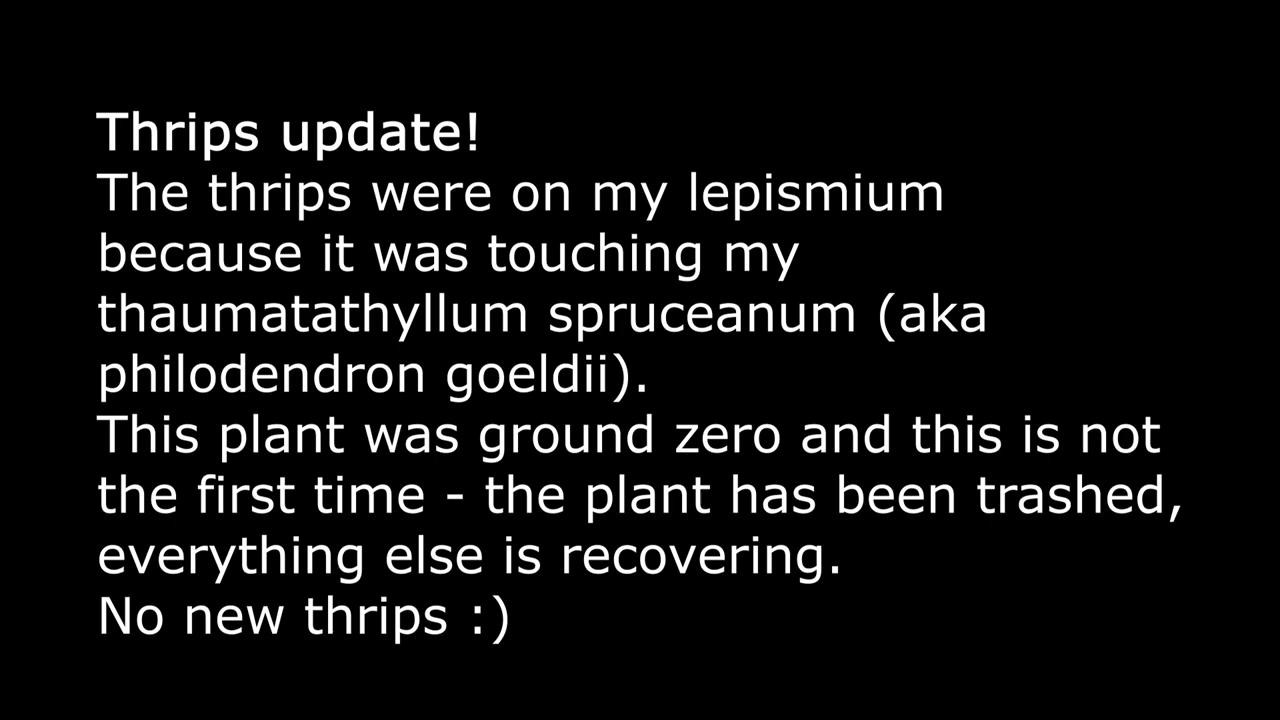 Thrips update!
The thrips were on my lepismium
because it was touching my
thaumatathyllum spruceanum (aka
philodendron goeldii).
This plant was ground zero and this is not
the first time - the plant has been trashed,
everything else is recovering.
No new thrips :)